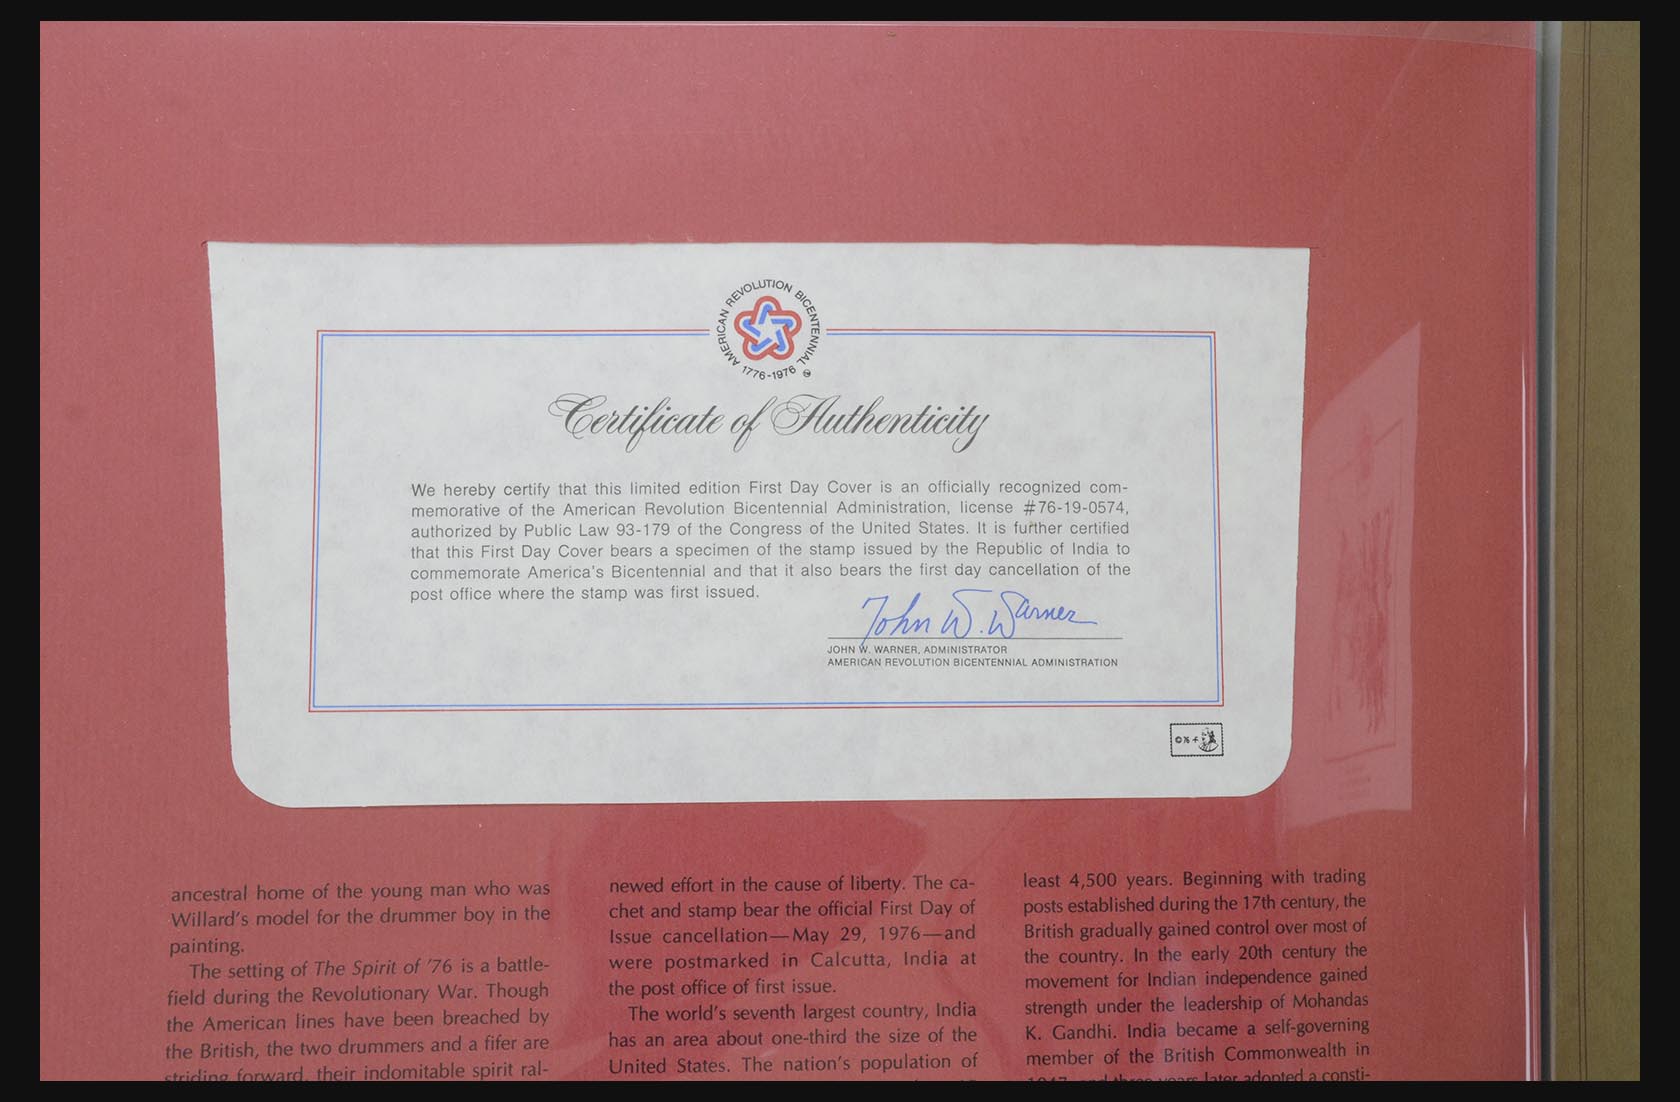 AMERICAN REVOLUTION BICENTENNIAL
1776-1976
Certificate of Authenticity
We hereby certify that this limited edition First Day Cover is an officially recognized com-
memorative of the American Revolution Bicentennial Administration, license #76-19-0574,
authorized by Public Law 93-179 of the Congress of the United States. It is further certified
that this First Day Cover bears a specimen of the stamp issued by the Republic of India to
commemorate America's Bicentennial and that it also bears the first day cancellation of the
post office where the stamp was first issued.
John W. Warner
JOHN W. WARNER, ADMINISTRATOR
AMERICAN REVOLUTION BICENTENNIAL ADMINISTRATION
ancestral home of the young man who was
Willard's model for the drummer boy in the
painting.
The setting of The Spirit of '76 is a battle-
field during the Revolutionary War. Though
the American lines have been breached by
the British, the two drummers and a fifer are
striding forward, their indomitable spirit ral-
newed effort in the cause of liberty. The ca-
chet and stamp bear the official First Day of
Issue cancellation—May 29, 1976—and
were postmarked in Calcutta, India at
the post office of first issue.
The world's seventh largest country, India
has an area about one-third the size of the
United States. The nation's population of
least 4,500 years. Beginning with trading
posts established during the 17th century, the
British gradually gained control over most of
the country. In the early 20th century the
movement for Indian independence gained
strength under the leadership of Mohandas
K. Gandhi. India became a self-governing
member of the British Commonwealth in
1947, and three years later adopted a consti-